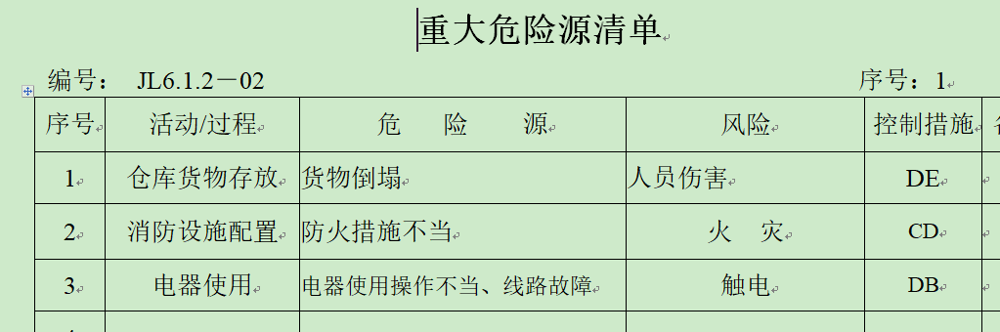 重大危险源清单
编号： JL6.1.2－02 序号：1
序号 活动/过程 危 险 源 风险 控制措施
1 仓库货物存放 货物倒塌 人员伤害 DE
2 消防设施配置 防火措施不当 火 灾 CD
3 电器使用 电器使用操作不当、线路故障 触电 DB